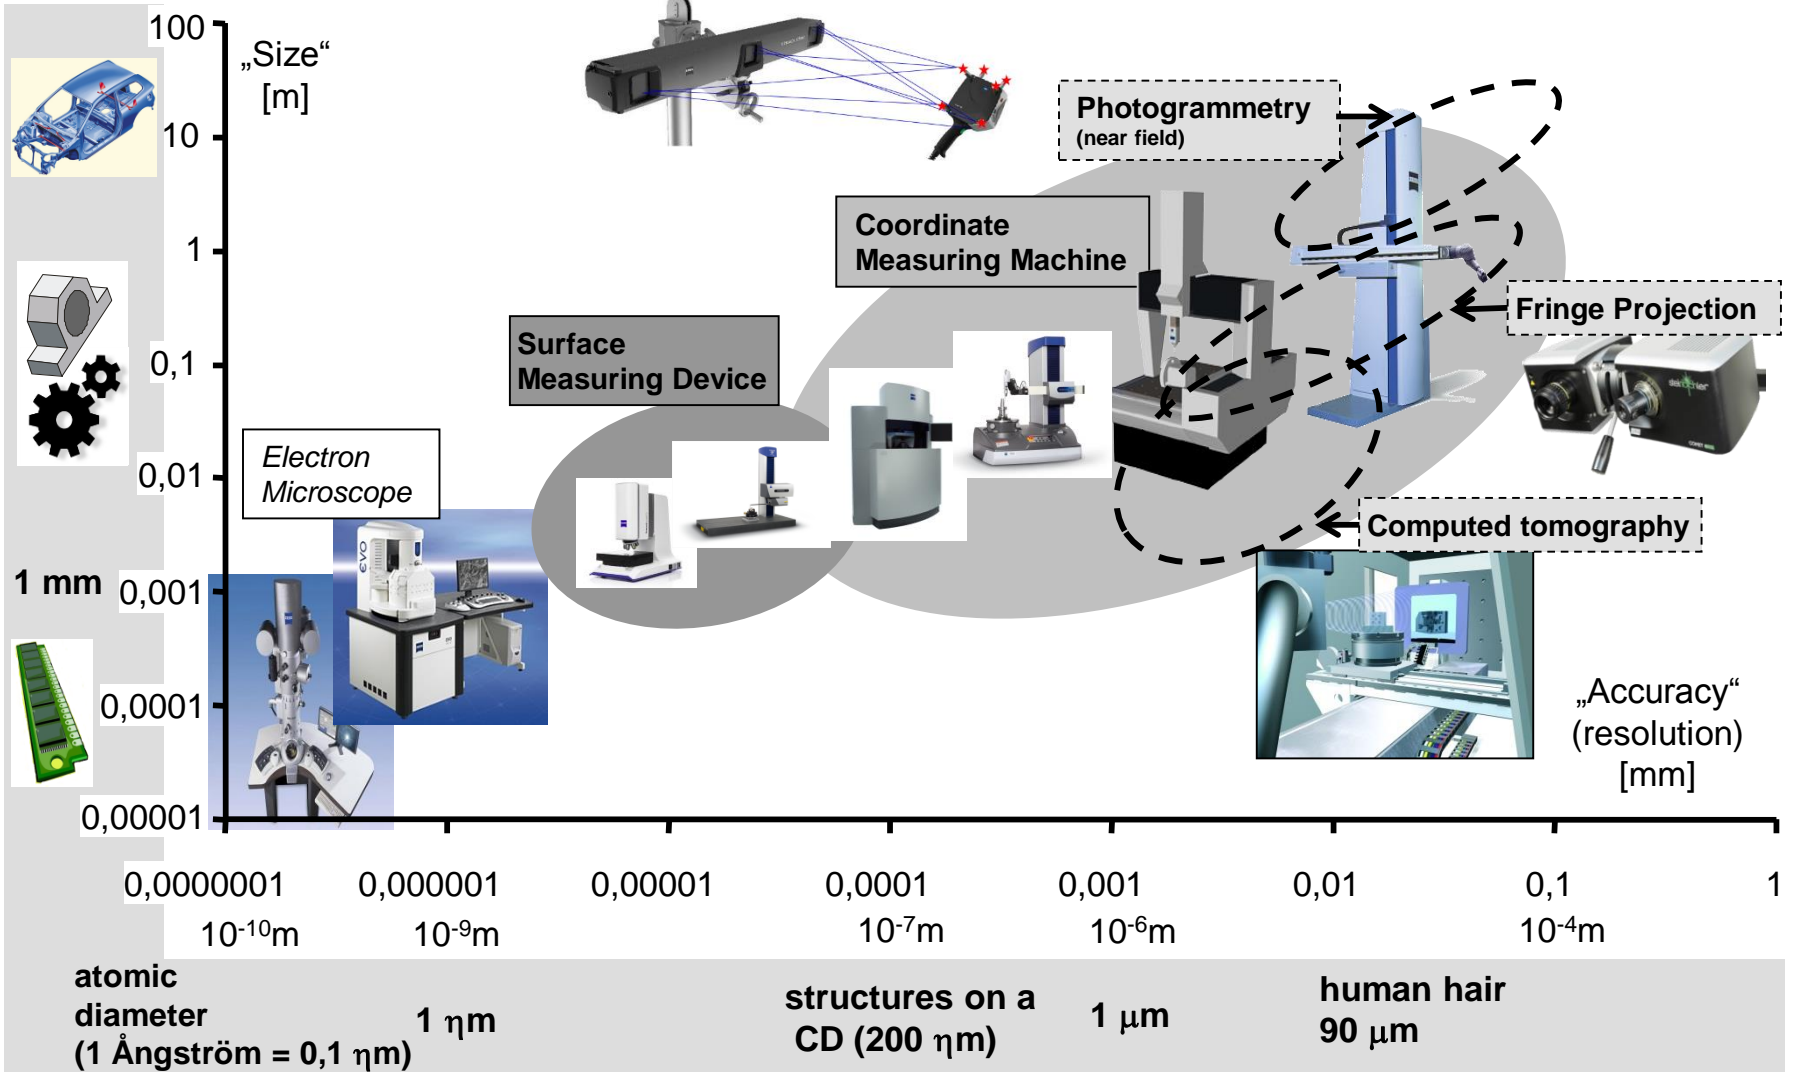 100
„Size“
[m]
10
1
0,1
0,01
1 mm
0,001
0,0001
0,00001
Photogrammetry
(near field)
Coordinate
Measuring Machine
Fringe Projection
Surface
Measuring Device
Electron
Microscope
EVO
steinbichler
Computed tomography
„Accuracy“
(resolution)
[mm]
0,0000001
0,000001
0,00001
0,0001
0,001
0,01
0,1
1
10-10m
10-9m
10-7m
10-6m
10-4m
atomic
diameter
(1 Ångström = 0,1 ηm)
1 ηm
structures on a
CD (200 ηm)
1 μm
human hair
90 μm